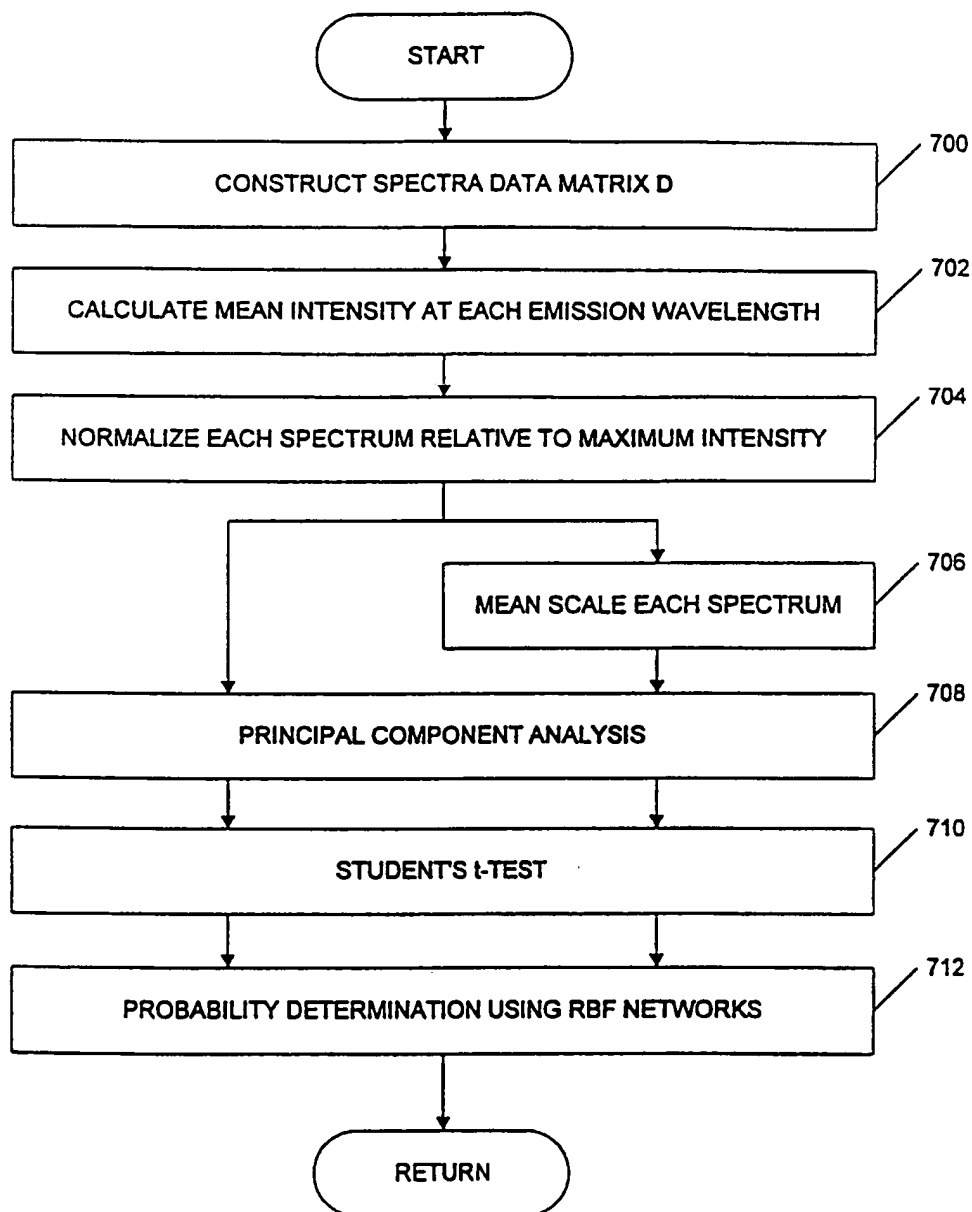 START
700
CONSTRUCT SPECTRA DATA MATRIX D
702
CALCULATE MEAN INTENSITY AT EACH EMISSION WAVELENGTH
704
NORMALIZE EACH SPECTRUM RELATIVE TO MAXIMUM INTENSITY
706
MEAN SCALE EACH SPECTRUM
708
PRINCIPAL COMPONENT ANALYSIS
710
STUDENT'S t-TEST
712
PROBABILITY DETERMINATION USING RBF NETWORKS
RETURN